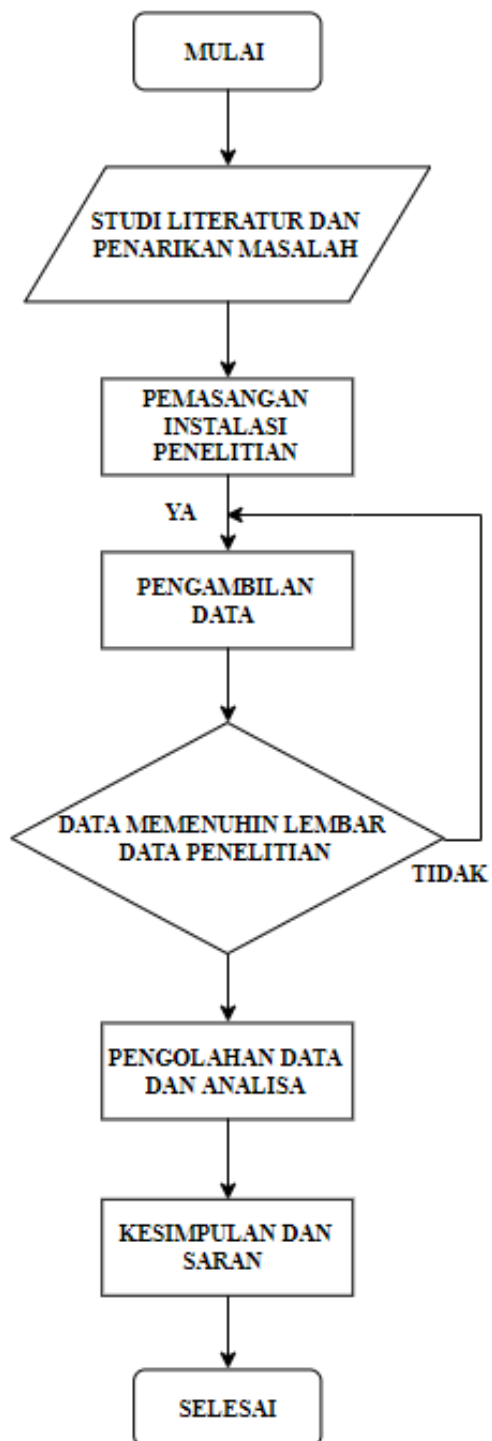 MULAI
STUDI LITERATUR DAN
PENARIKAN MASALAH
PEMASANGAN
INSTALASI
PENELITIAN
YA
PENGAMBILAN
DATA
DATA MEMENUHIN LEMBAR
DATA PENELITIAN
TIDAK
PENGOLAHAN DATA
DAN ANALISA
KESIMPULAN DAN
SARAN
SELESAI